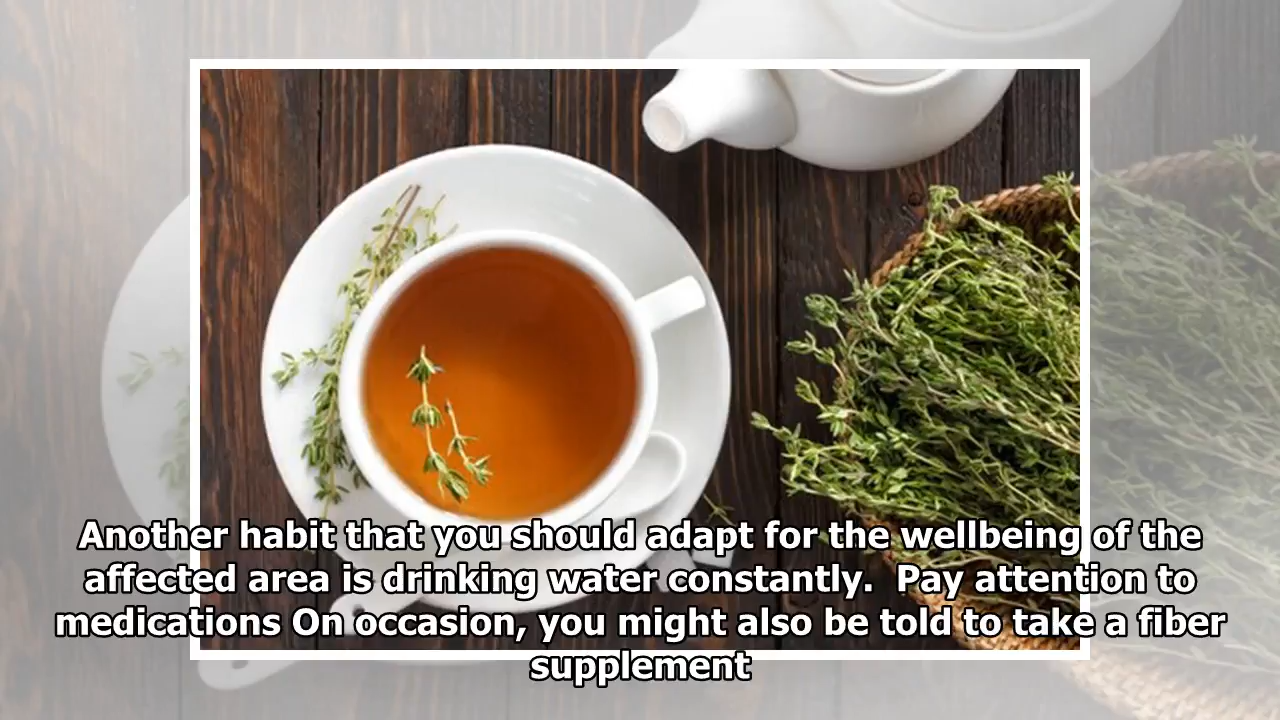 Another habit that you should adapt for the wellbeing of the
affected area is drinking water constantly.  Pay attention to
medications On occasion, you might also be told to take a fiber
supplement